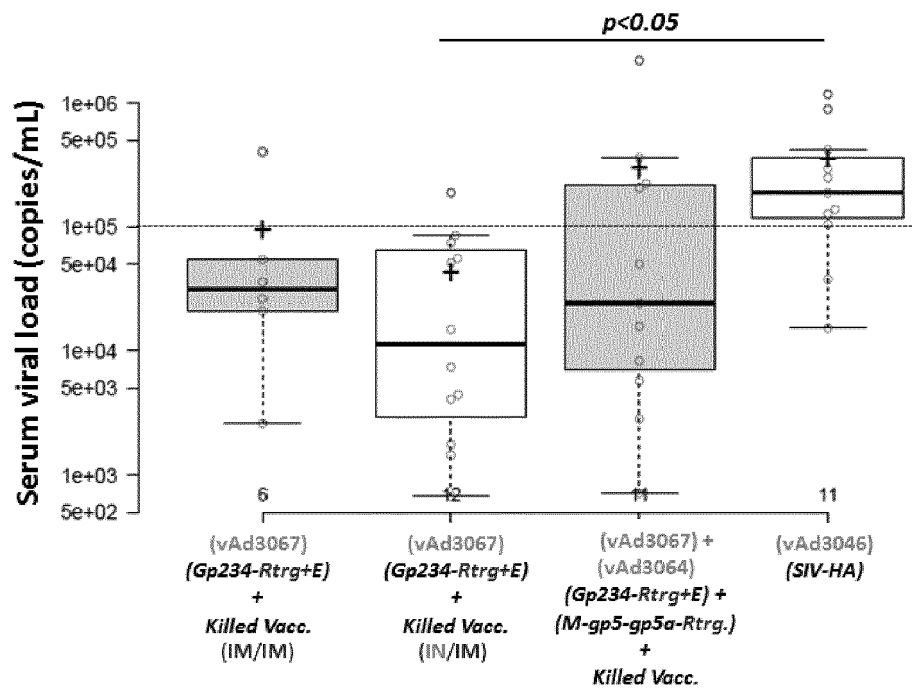 p<0.05
Serum viral load (copies/mL)
1e+06
5e+05
1e+05
5e+04
1e+04
5e+03
1e+03
5e+02
6
12
11
11
(vAd3067)
(Gp234-Rtrg+E)
+
Killed Vacc.
(IM/IM)
(vAd3067)
(Gp234-Rtrg+E)
+
Killed Vacc.
(IN/IM)
(vAd3067) +
(vAd3064)
(Gp234-Rtrg+E) +
(M-gp5-gp5a-Rtrg.)
+
Killed Vacc.
(vAd3046)
(SIV-HA)